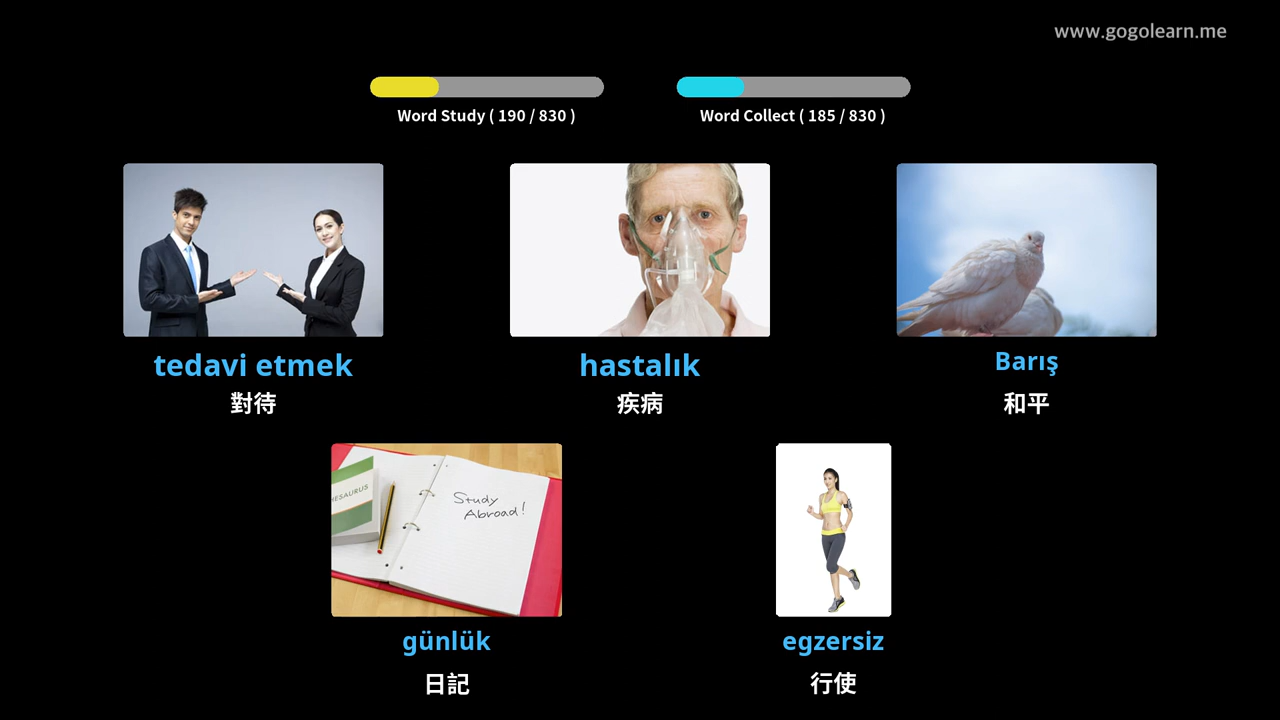 www.gogolearn.me
Word Study ( 190 / 830 )
Word Collect ( 185 / 830 )
tedavi etmek
對待
hastalık
疾病
Barış
和平
HESAURUS
Study
Abroad!
günlük
日記
egzersiz
行使